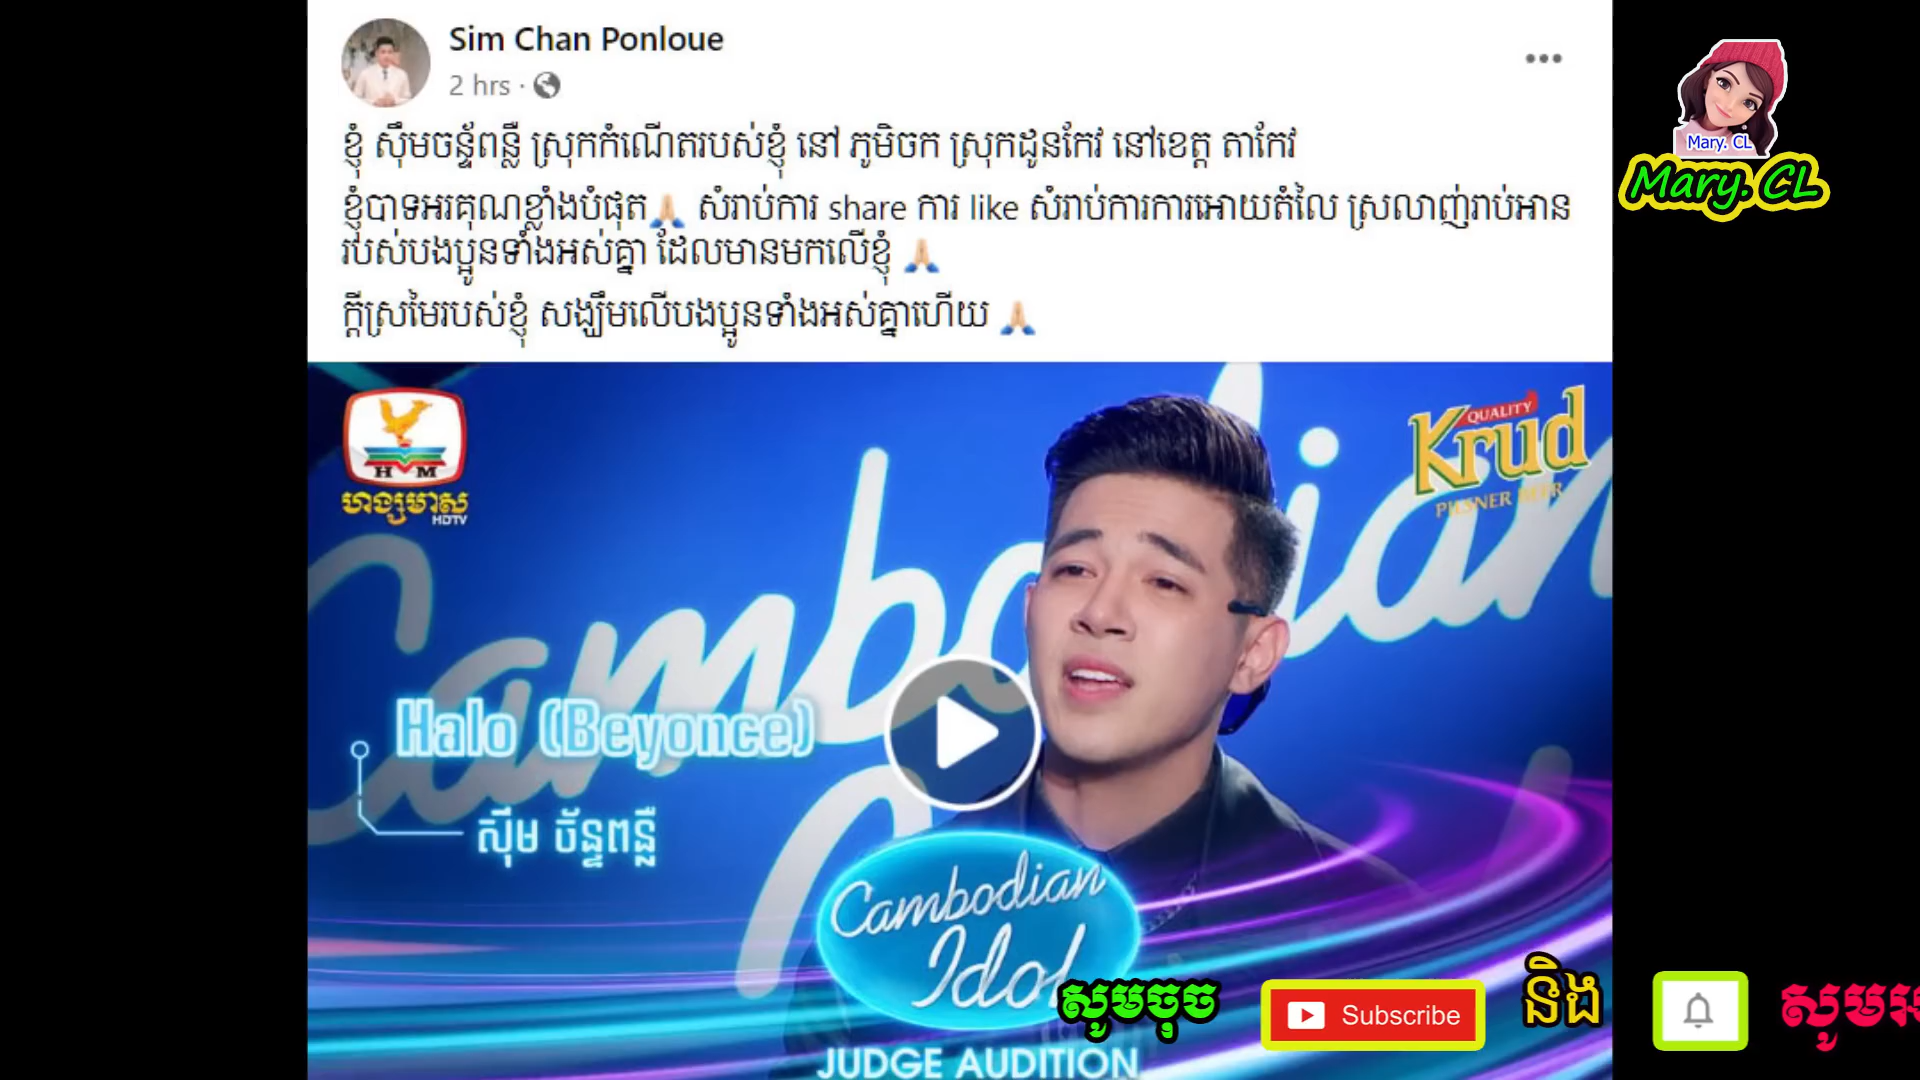 Sim Chan Ponloue
2 hrs ·
ខ្ញុំ ស៊ឹមចន្ទ័ពន្លឺ ស្រុកកំណើតរបស់ខ្ញុំ នៅ ភូមិចក ស្រុកដូនកែវ នៅខេត្ត តាកែវ
ខ្ញុំបាទអរគុណខ្លាំងបំផុត🙏🏻 សំរាប់ការ share ការ like សំរាប់ការការអោយតំលៃ ស្រលាញ់រាប់អាន
របស់បងប្អូនទាំងអស់គ្នា ដែលមានមកលើខ្ញុំ 🙏🏻
ក្ដីស្រមៃរបស់ខ្ញុំ សង្ឃឹមលើបងប្អូនទាំងអស់គ្នាហើយ 🙏🏻
Mary. CL
Mary. CL
HM
ហង្សមាស
HDTV
QUALITY
Krud
PILSNER BEER
Cambodian
Halo (Beyonce)
ស៊ឹម ច័ន្ទពន្លឺ
Cambodian
Idol
JUDGE AUDITION
សូមចុច
Subscribe
និង